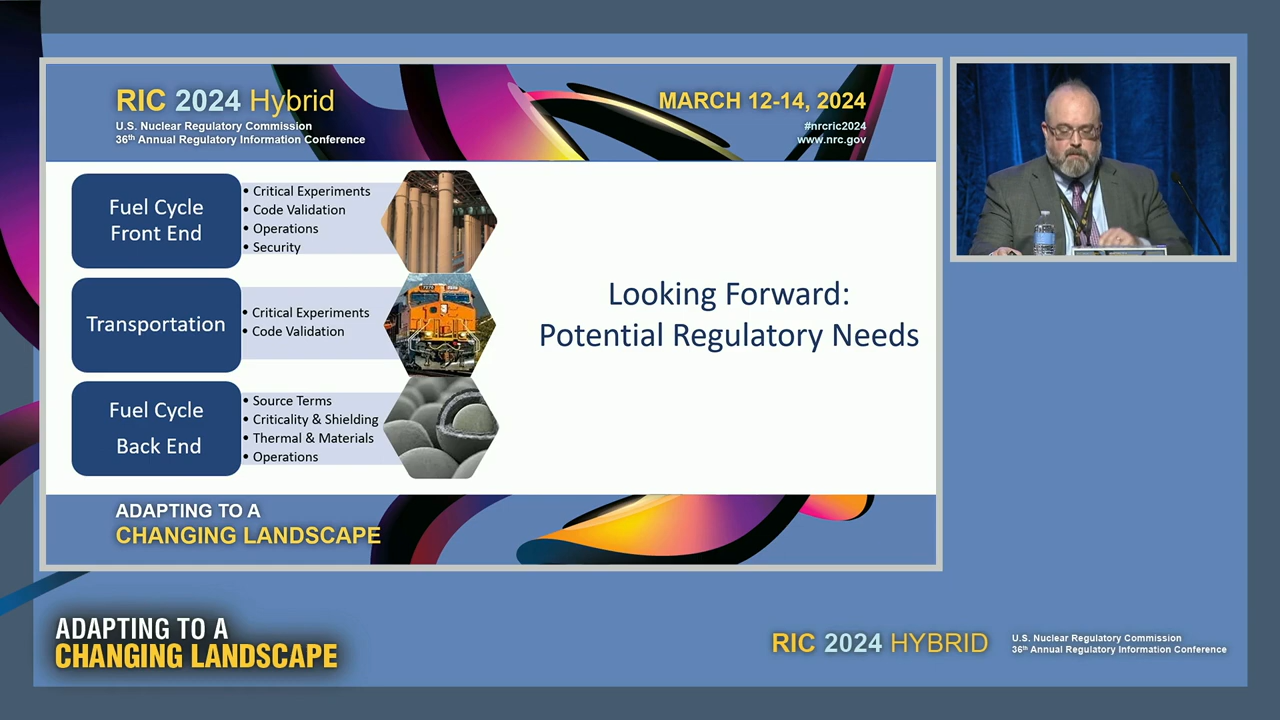 RIC 2024 Hybrid
U.S. Nuclear Regulatory Commission
36th Annual Regulatory Information Conference
MARCH 12-14, 2024
#nrcric2024
www.nrc.gov
Fuel Cycle
Front End
• Critical Experiments
• Code Validation
• Operations
• Security
Transportation
• Critical Experiments
• Code Validation
Fuel Cycle
Back End
• Source Terms
• Criticality & Shielding
• Thermal & Materials
• Operations
Looking Forward:
Potential Regulatory Needs
ADAPTING TO A
CHANGING LANDSCAPE
ADAPTING TO A
CHANGING LANDSCAPE
RIC 2024 HYBRID
U.S. Nuclear Regulatory Commission
36th Annual Regulatory Information Conference